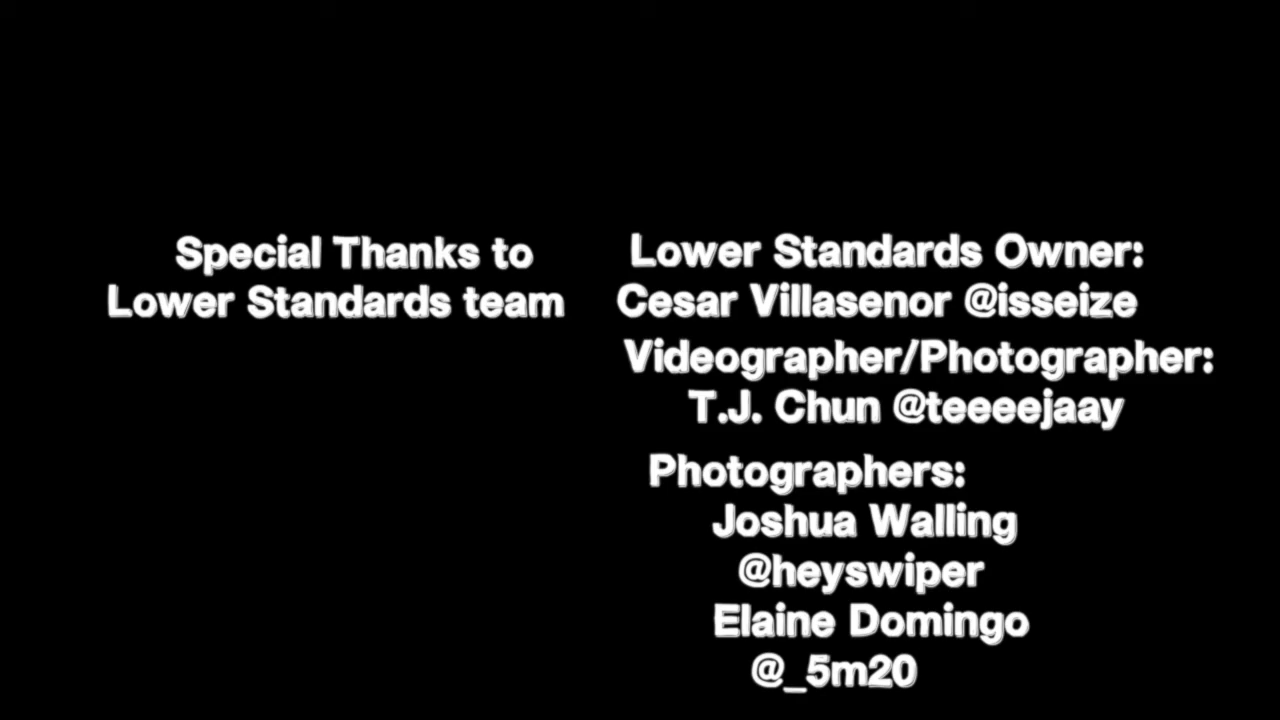 Special Thanks to
Lower Standards team
Lower Standards Owner:
Cesar Villasenor @isseize
Videographer/Photographer:
T.J. Chun @teeeejaay
Photographers:
Joshua Walling
@heyswiper
Elaine Domingo
@_5m20